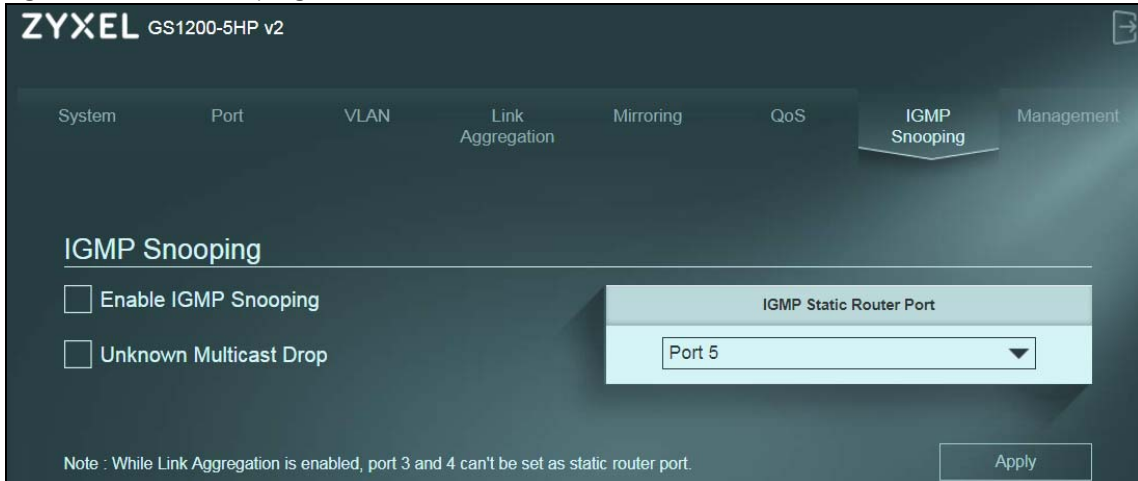 ZYXEL GS1200-5HP v2
System Port VLAN Link Aggregation Mirroring QoS IGMP Snooping Management
IGMP Snooping
Enable IGMP Snooping
Unknown Multicast Drop
IGMP Static Router Port
Port 5
Note : While Link Aggregation is enabled, port 3 and 4 can't be set as static router port.
Apply